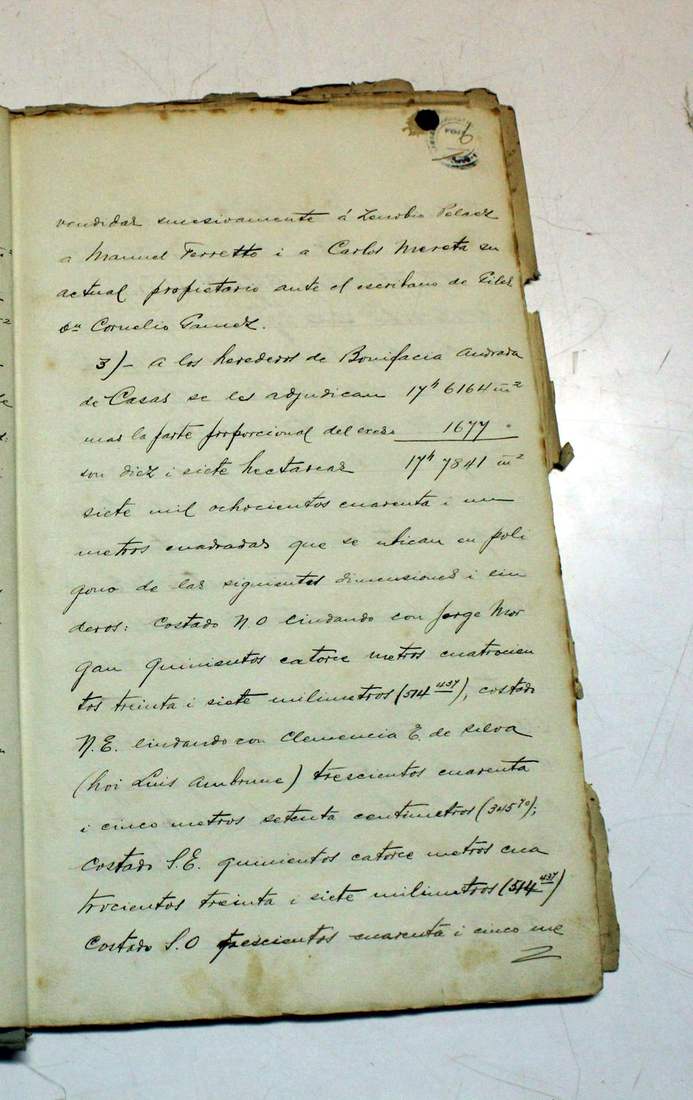 6
vendidas sucesivamente á Zenobio Pelaez
a Manuel Ferretto i a Carlos Mereta su
actual propietario ante el escribano de Pilar
Dn Cornelio Gamez.
3)- A los herederos de Bonifacia Andrada
de Casas se les adjudican 17h 6164 m2
mas la parte proporcional del exceso 1677 "
son diez i siete hectareas 17h 7841 m2
siete mil ochocientos cuarenta i un
metros cuadradas que se ubican en poli
gono de las siguientes dimensiones i lin
deros: Costado N.O lindando con Jorge Mor
gan quinientos catorce metros cuatrocien
tos treinta i siete milimetros (514 437), costado
N.E. lindando con Clemencia E. de Silva
(hoi Luis Ambrune) trescientos cuarenta
i cinco metros setenta centimetros (345 70);
Costado S.E. quinientos catorce metros cua
trocientos treinta i siete milimetros (514 437)
Costado S.O trescientos cuarenta i cinco me